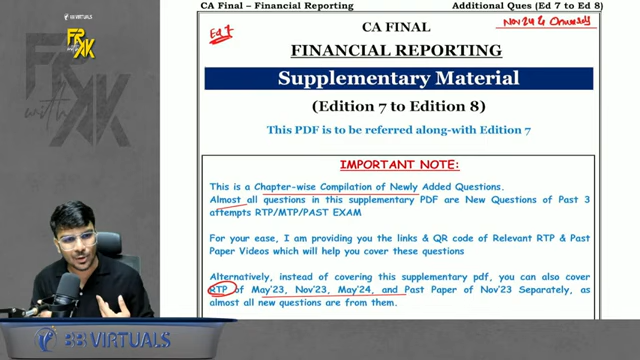 CA Final – Financial Reporting
Additional Ques (Ed 7 to Ed 8)
Ed 7
CA FINAL
FINANCIAL REPORTING
Supplementary Material
(Edition 7 to Edition 8)
This PDF is to be referred along-with Edition 7
IMPORTANT NOTE:
This is a Chapter-wise Compilation of Newly Added Questions.
Almost all questions in this supplementary PDF are New Questions of Past 3
attempts RTP/MTP/PAST EXAM
For your ease, I am providing you the links & QR code of Relevant RTP & Past
Paper Videos which will help you cover these questions
Alternatively, instead of covering this supplementary pdf, you can also cover
RTP of May'23, Nov'23, May'24, and Past Paper of Nov'23 Separately, as
almost all new questions are from them.
FR
with
AK
VIRTUALS